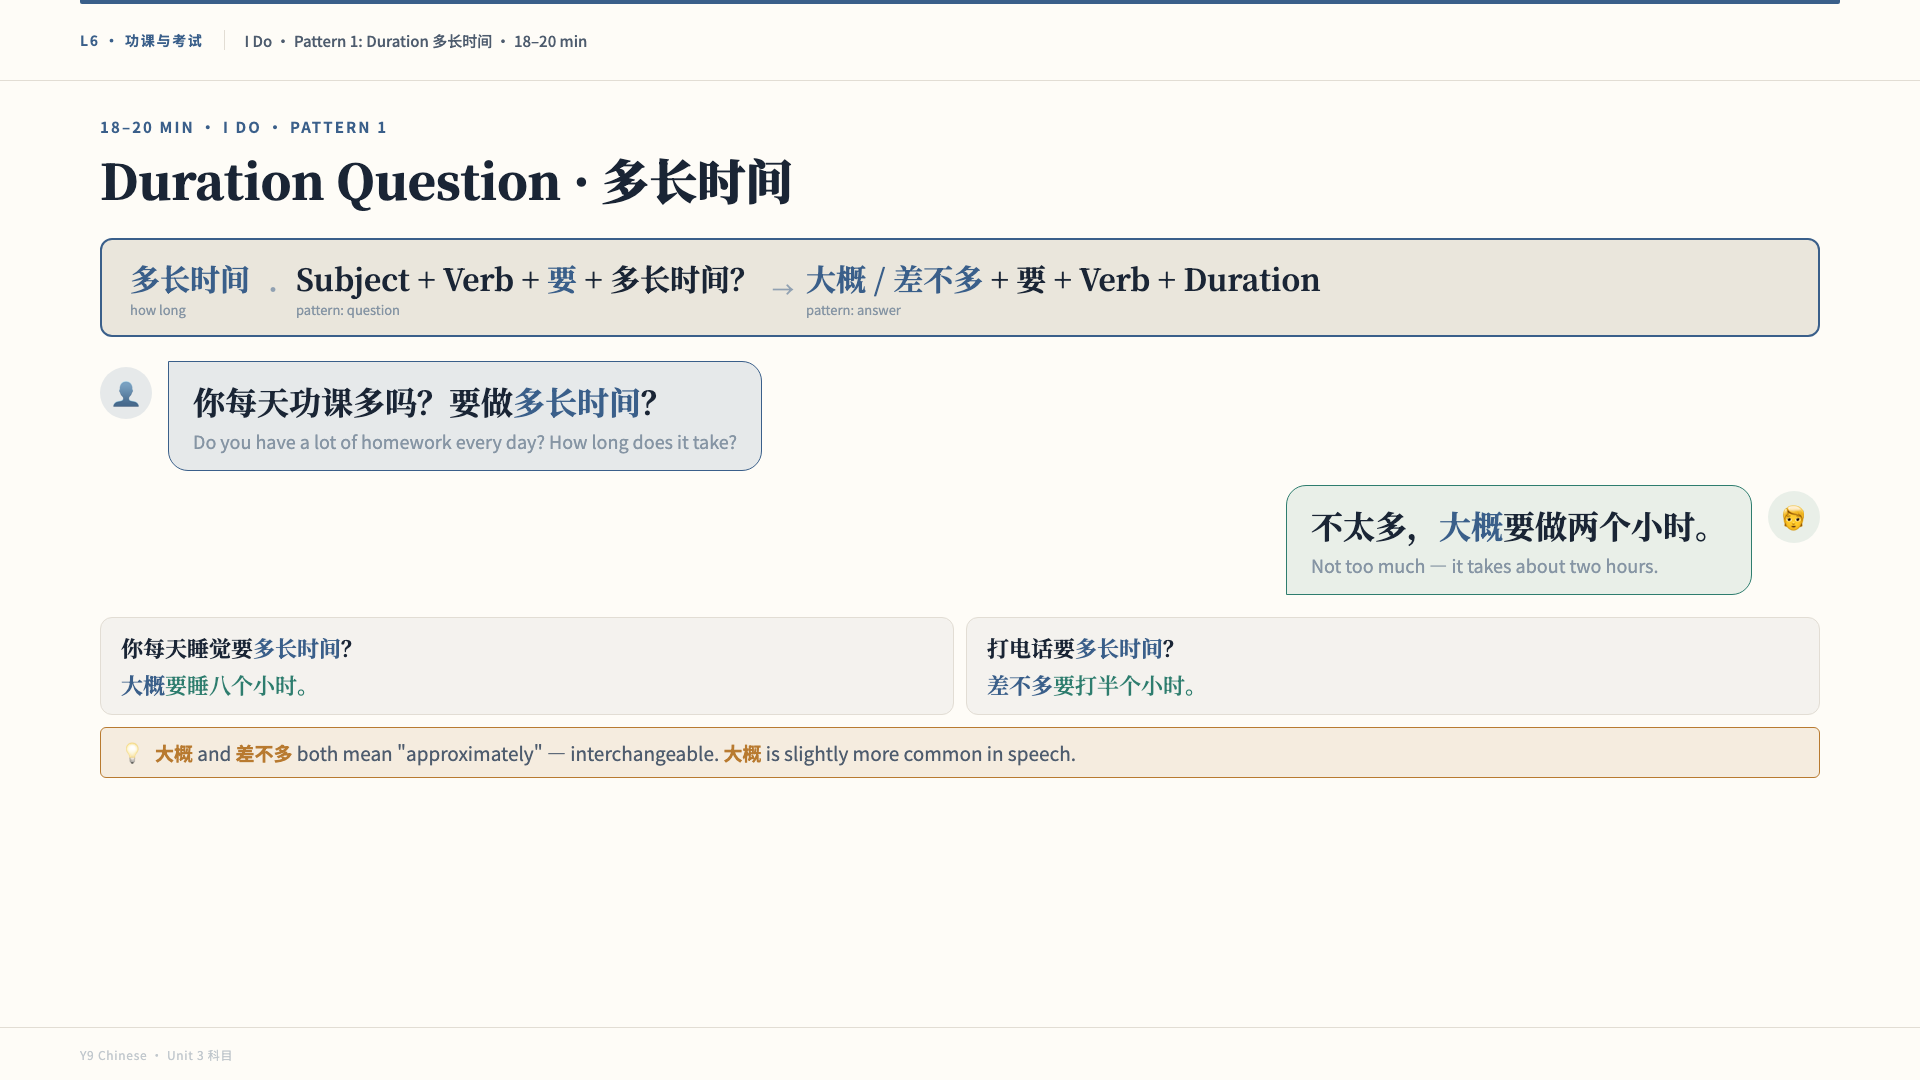 L6 · 功课与考试 I Do · Pattern 1: Duration 多长时间 · 18–20 min
18–20 MIN · I DO · PATTERN 1
Duration Question · 多长时间
多长时间 · Subject + Verb + 要 + 多长时间? → 大概 / 差不多 + 要 + Verb + Duration
how long pattern: question pattern: answer
你每天功课多吗？要做多长时间？
Do you have a lot of homework every day? How long does it take?
不太多，大概要做两个小时。
Not too much — it takes about two hours.
你每天睡觉要多长时间？
大概要睡八个小时。
打电话要多长时间？
差不多要打半个小时。
💡 大概 and 差不多 both mean "approximately" — interchangeable. 大概 is slightly more common in speech.
Y9 Chinese · Unit 3 科目